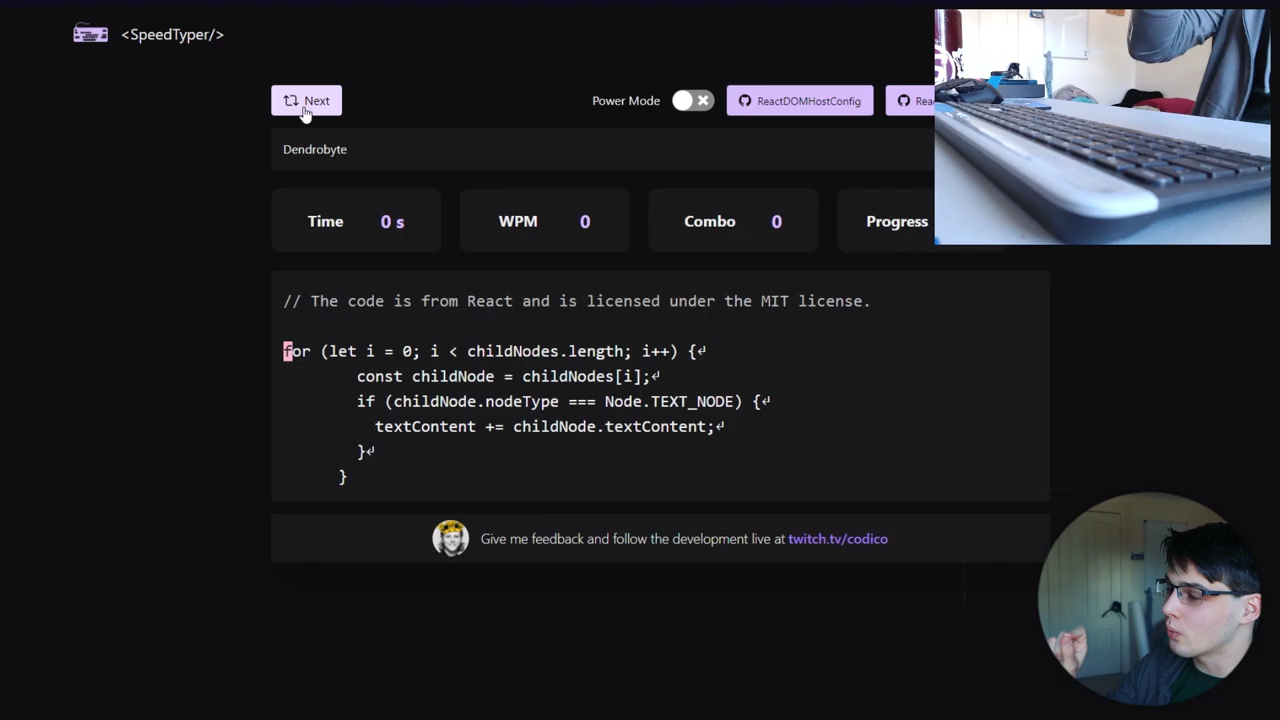 <SpeedTyper/>
Next
Power Mode
ReactDOMHostConfig
Dendrobyte
Time 0 s
WPM 0
Combo 0
Progress
// The code is from React and is licensed under the MIT license.
for (let i = 0; i < childNodes.length; i++) {↵
const childNode = childNodes[i];↵
if (childNode.nodeType === Node.TEXT_NODE) {↵
textContent += childNode.textContent;↵
}↵
}
Give me feedback and follow the development live at twitch.tv/codico